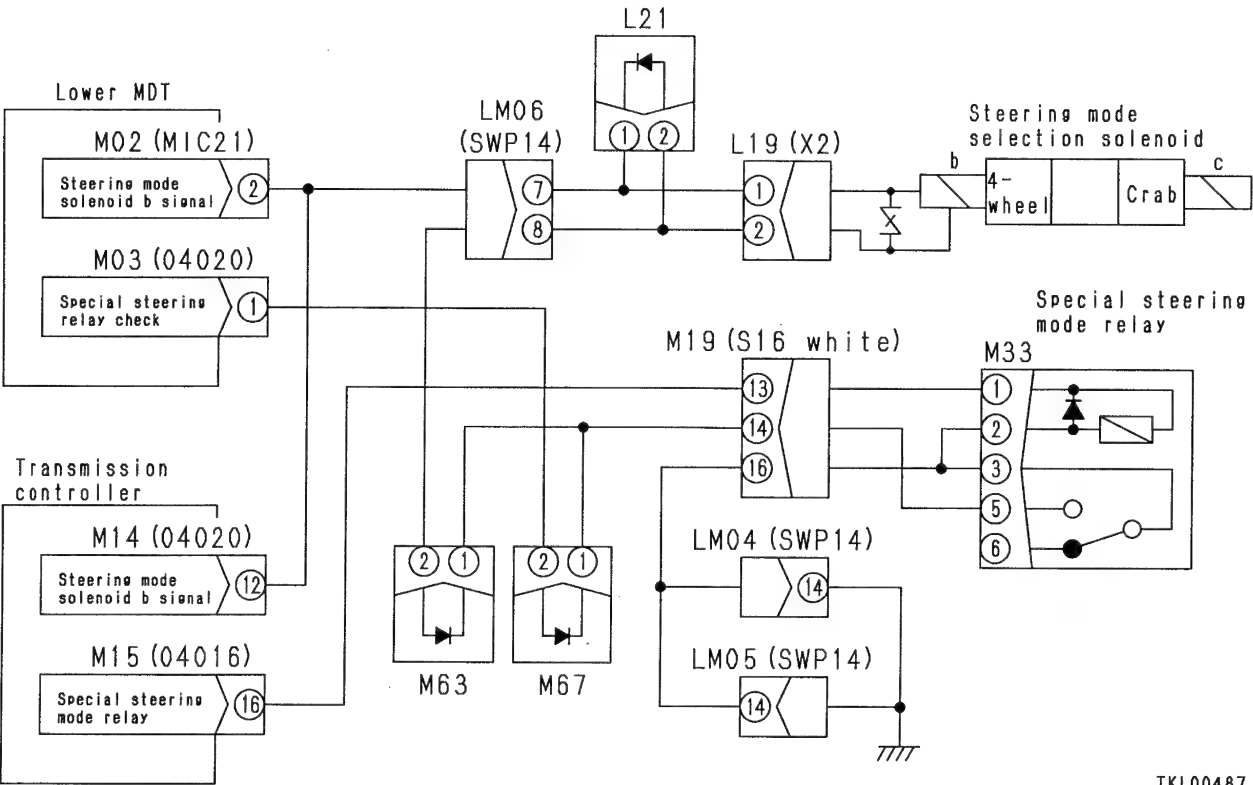 L21
Lower MDT
LM06
(SWP14)
Steering mode
selection solenoid
M02 (MIC21)
1
2
L19 (X2)
b
c
Steering mode
solenoid b signal
2
7
1
4-
wheel
Crab
8
2
M03 (04020)
Special steering
relay check
1
Special steering
mode relay
M19 (S16 white)
M33
13
1
14
2
16
3
Transmission
controller
5
M14 (04020)
LM04 (SWP14)
6
2
1
2
1
Steering mode
solenoid b signal
12
14
M15 (04016)
LM05 (SWP14)
M63
M67
Special steering
mode relay
16
14
TKL00487